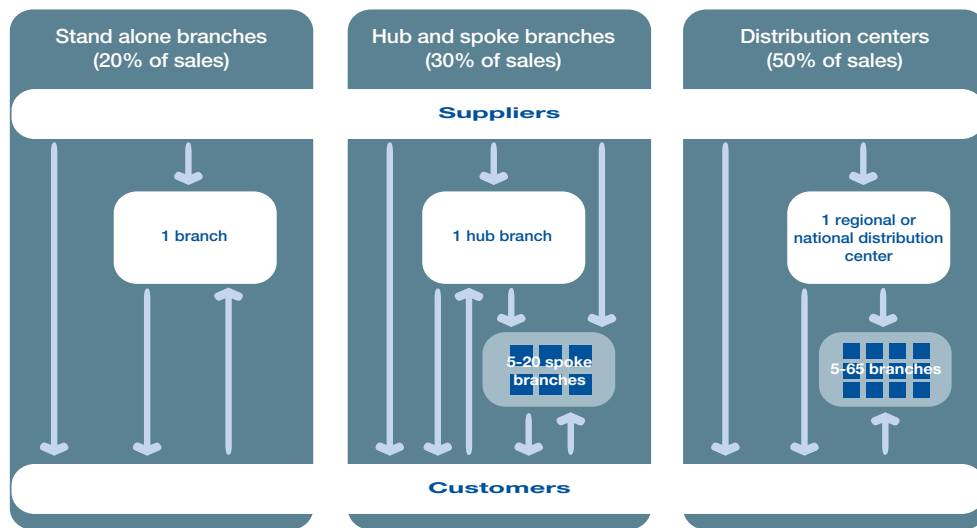 Stand alone branches
(20% of sales)
Hub and spoke branches
(30% of sales)
Distribution centers
(50% of sales)
Suppliers
1 branch
1 hub branch
1 regional or
national distribution
center
5-20 spoke
branches
5-65 branches
Customers